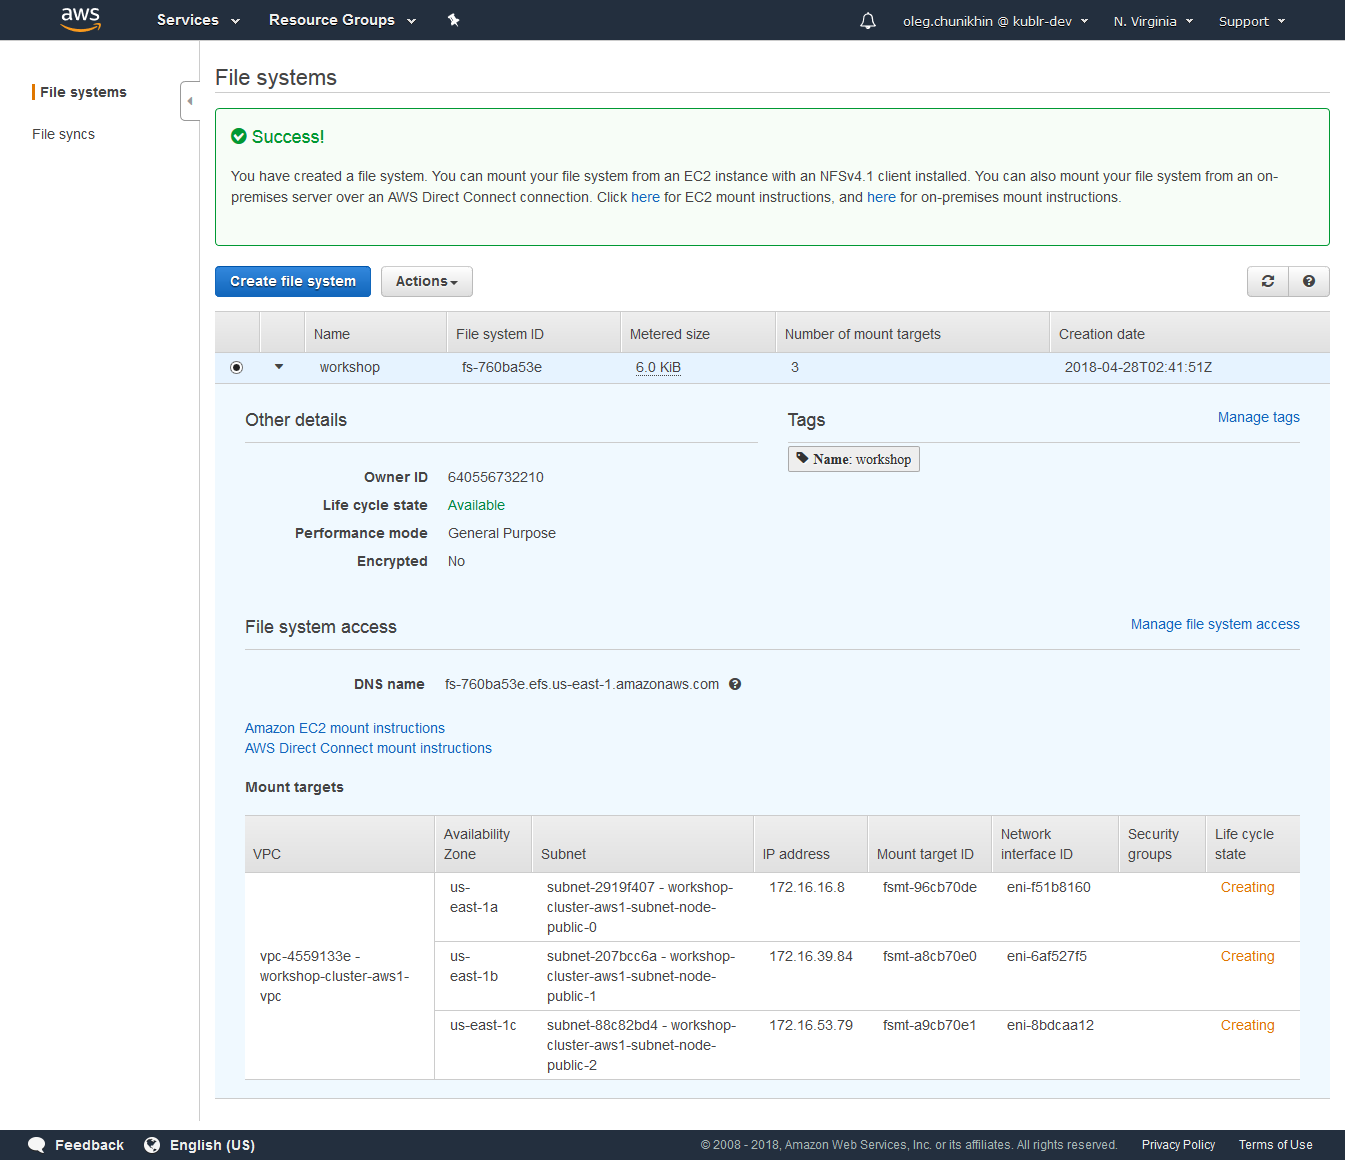 aws Services Resource Groups oleg.chunikhin @ kublr-dev N. Virginia Support
File systems
File syncs
File systems
Success!
You have created a file system. You can mount your file system from an EC2 instance with an NFSv4.1 client installed. You can also mount your file system from an on-
premises server over an AWS Direct Connect connection. Click here for EC2 mount instructions, and here for on-premises mount instructions.
Create file system Actions
Name File system ID Metered size Number of mount targets Creation date
workshop fs-760ba53e 6.0 KiB 3 2018-04-28T02:41:51Z
Other details
Owner ID 640556732210
Life cycle state Available
Performance mode General Purpose
Encrypted No
Tags Manage tags
Name: workshop
File system access Manage file system access
DNS name fs-760ba53e.efs.us-east-1.amazonaws.com
Amazon EC2 mount instructions
AWS Direct Connect mount instructions
Mount targets
VPC
Availability
Zone
Subnet
IP address
Mount target ID
Network
interface ID
Security
groups
Life cycle
state
vpc-4559133e -
workshop-cluster-aws1-
vpc
us-
east-1a
subnet-2919f407 - workshop-
cluster-aws1-subnet-node-
public-0
172.16.16.8
fsmt-96cb70de
eni-f51b8160
Creating
us-
east-1b
subnet-207bcc6a - workshop-
cluster-aws1-subnet-node-
public-1
172.16.39.84
fsmt-a8cb70e0
eni-6af527f5
Creating
us-east-1c
subnet-88c82bd4 - workshop-
cluster-aws1-subnet-node-
public-2
172.16.53.79
fsmt-a9cb70e1
eni-8bdcaa12
Creating
Feedback English (US) © 2008 - 2018, Amazon Web Services, Inc. or its affiliates. All rights reserved. Privacy Policy Terms of Use